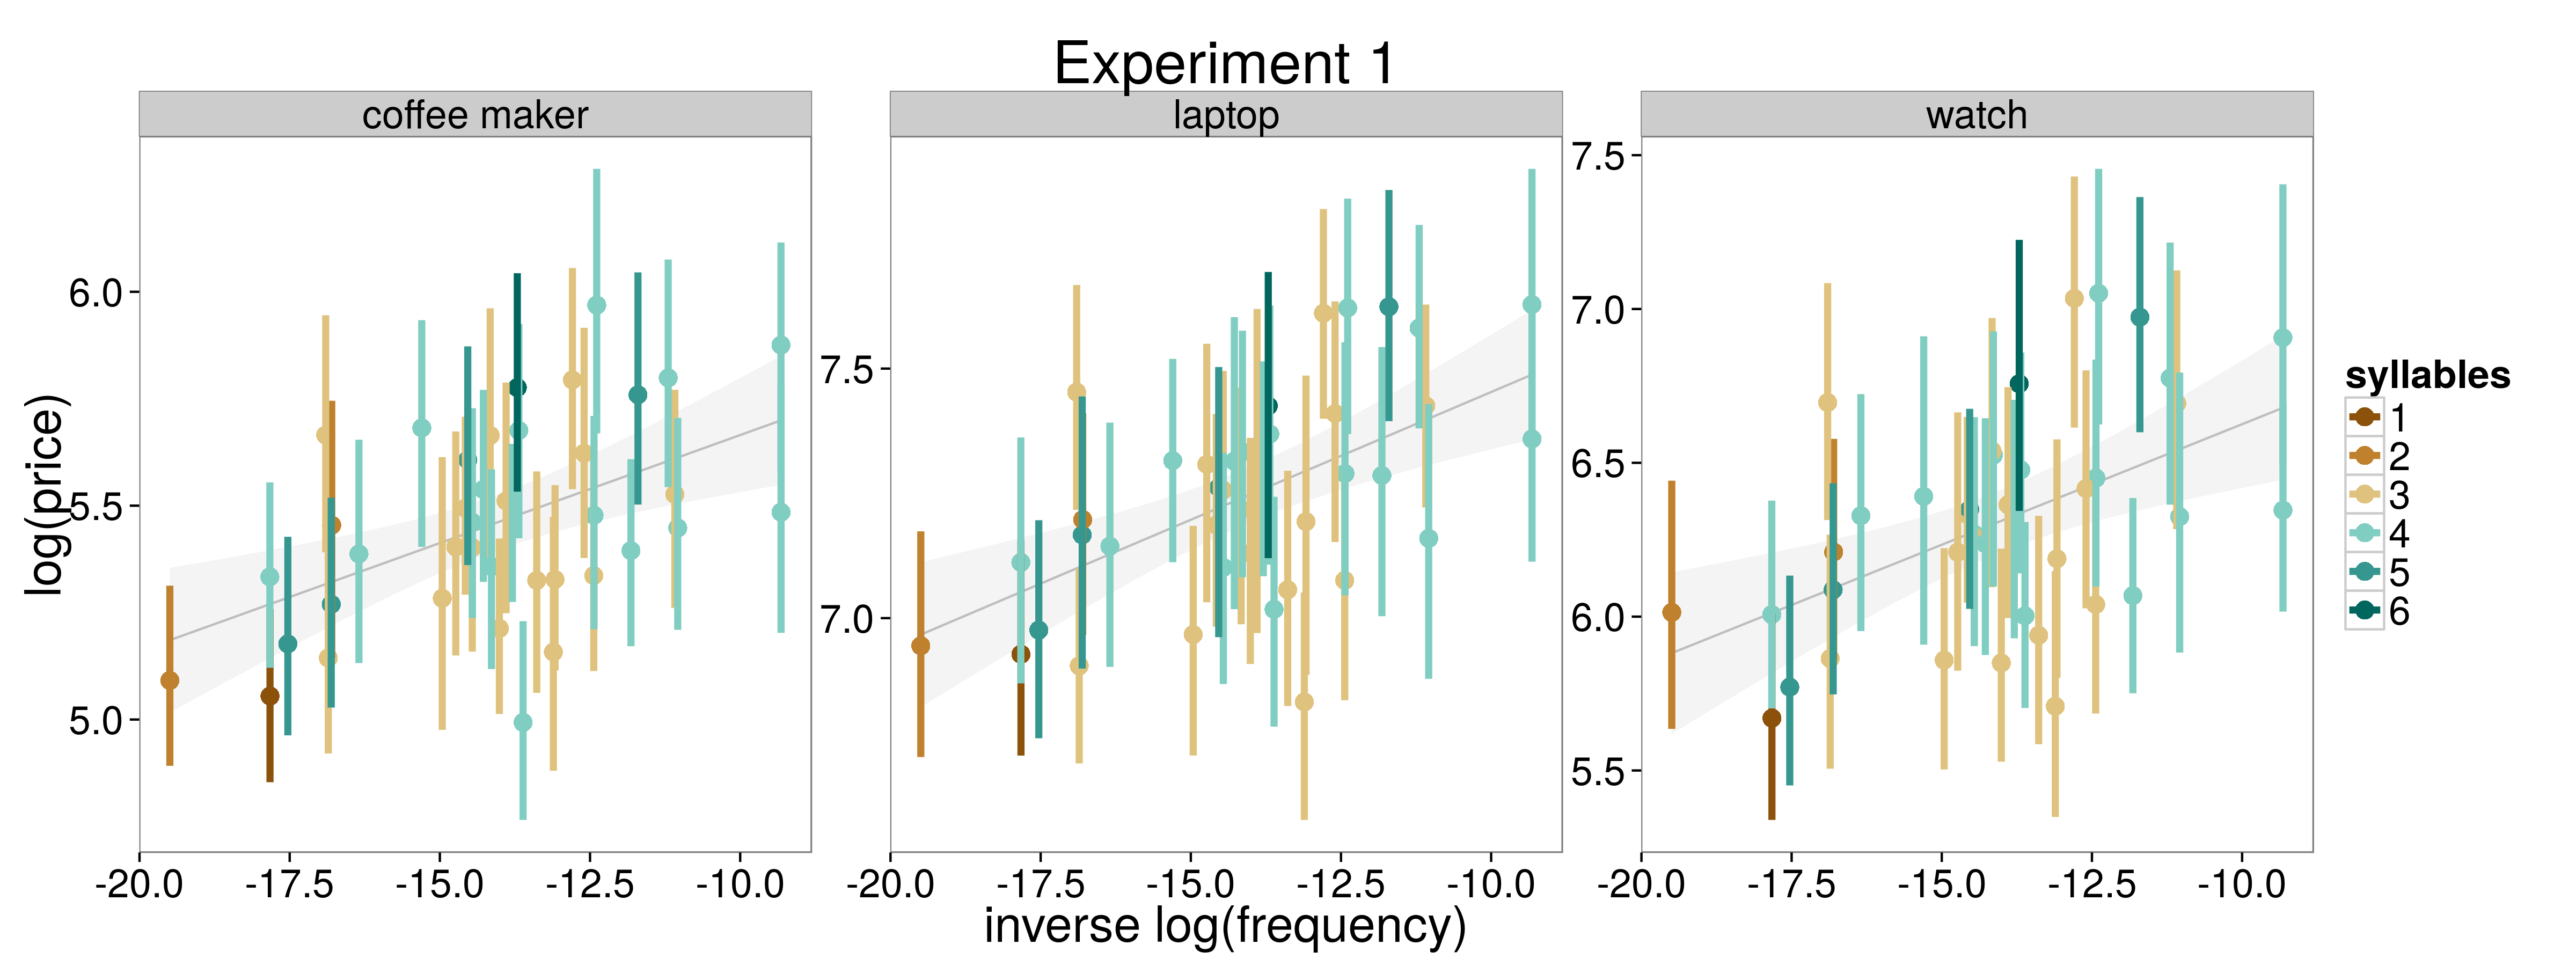 Experiment 1
coffee maker
laptop
watch
log(price)
6.0
5.5
5.0
7.5
7.0
7.5
7.0
6.5
6.0
5.5
-20.0 -17.5 -15.0 -12.5 -10.0
-20.0 -17.5 -15.0 -12.5 -10.0
-20.0 -17.5 -15.0 -12.5 -10.0
inverse log(frequency)
syllables
1
2
3
4
5
6